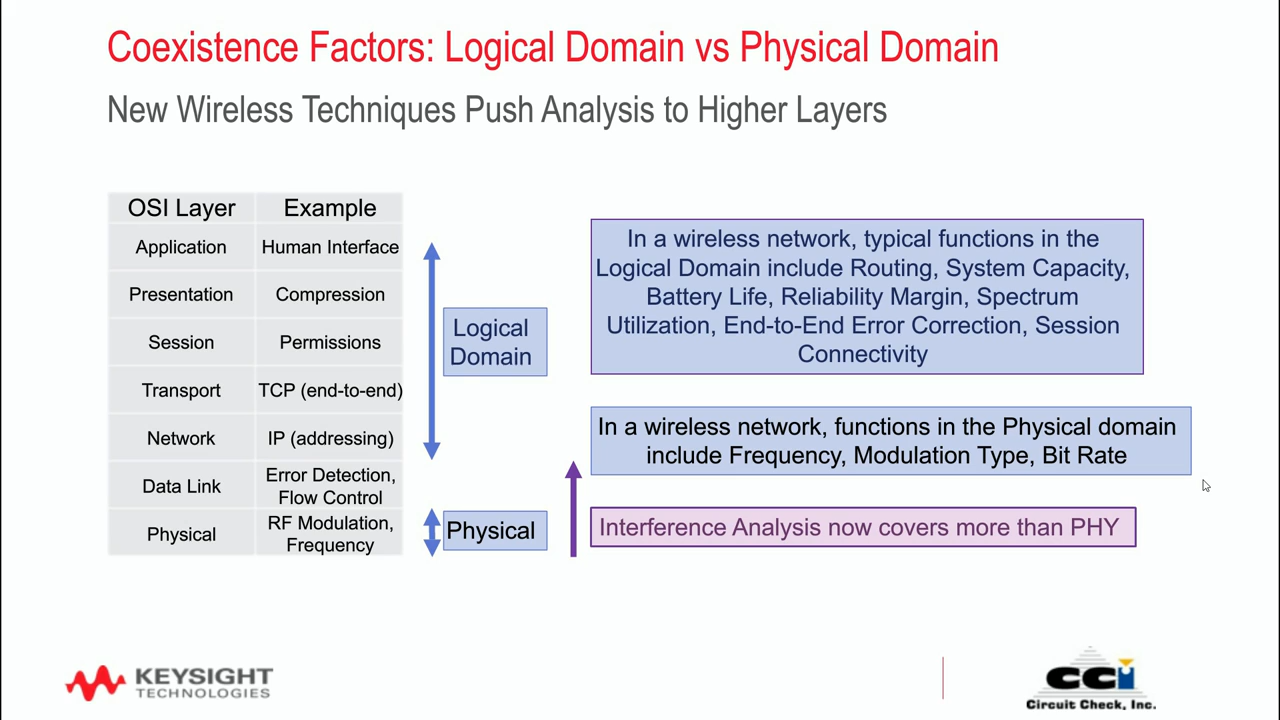 Coexistence Factors: Logical Domain vs Physical Domain
New Wireless Techniques Push Analysis to Higher Layers
OSI Layer Example
Application Human Interface
Presentation Compression
Session Permissions
Transport TCP (end-to-end)
Network IP (addressing)
Data Link Error Detection,
Flow Control
Physical RF Modulation,
Frequency
Logical
Domain
Physical
In a wireless network, typical functions in the
Logical Domain include Routing, System Capacity,
Battery Life, Reliability Margin, Spectrum
Utilization, End-to-End Error Correction, Session
Connectivity
In a wireless network, functions in the Physical domain
include Frequency, Modulation Type, Bit Rate
Interference Analysis now covers more than PHY
KEYSIGHT
TECHNOLOGIES
CCi
Circuit Check, Inc.